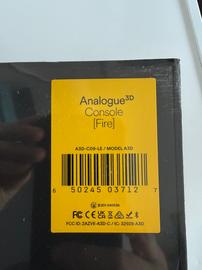 Analogue3D
Console
[Fire]
A3D-C09-LE / MODEL A3D
6 50245 03712 7
FCC ID: 2AZV6-A3D-C / IC: 32929-A3D